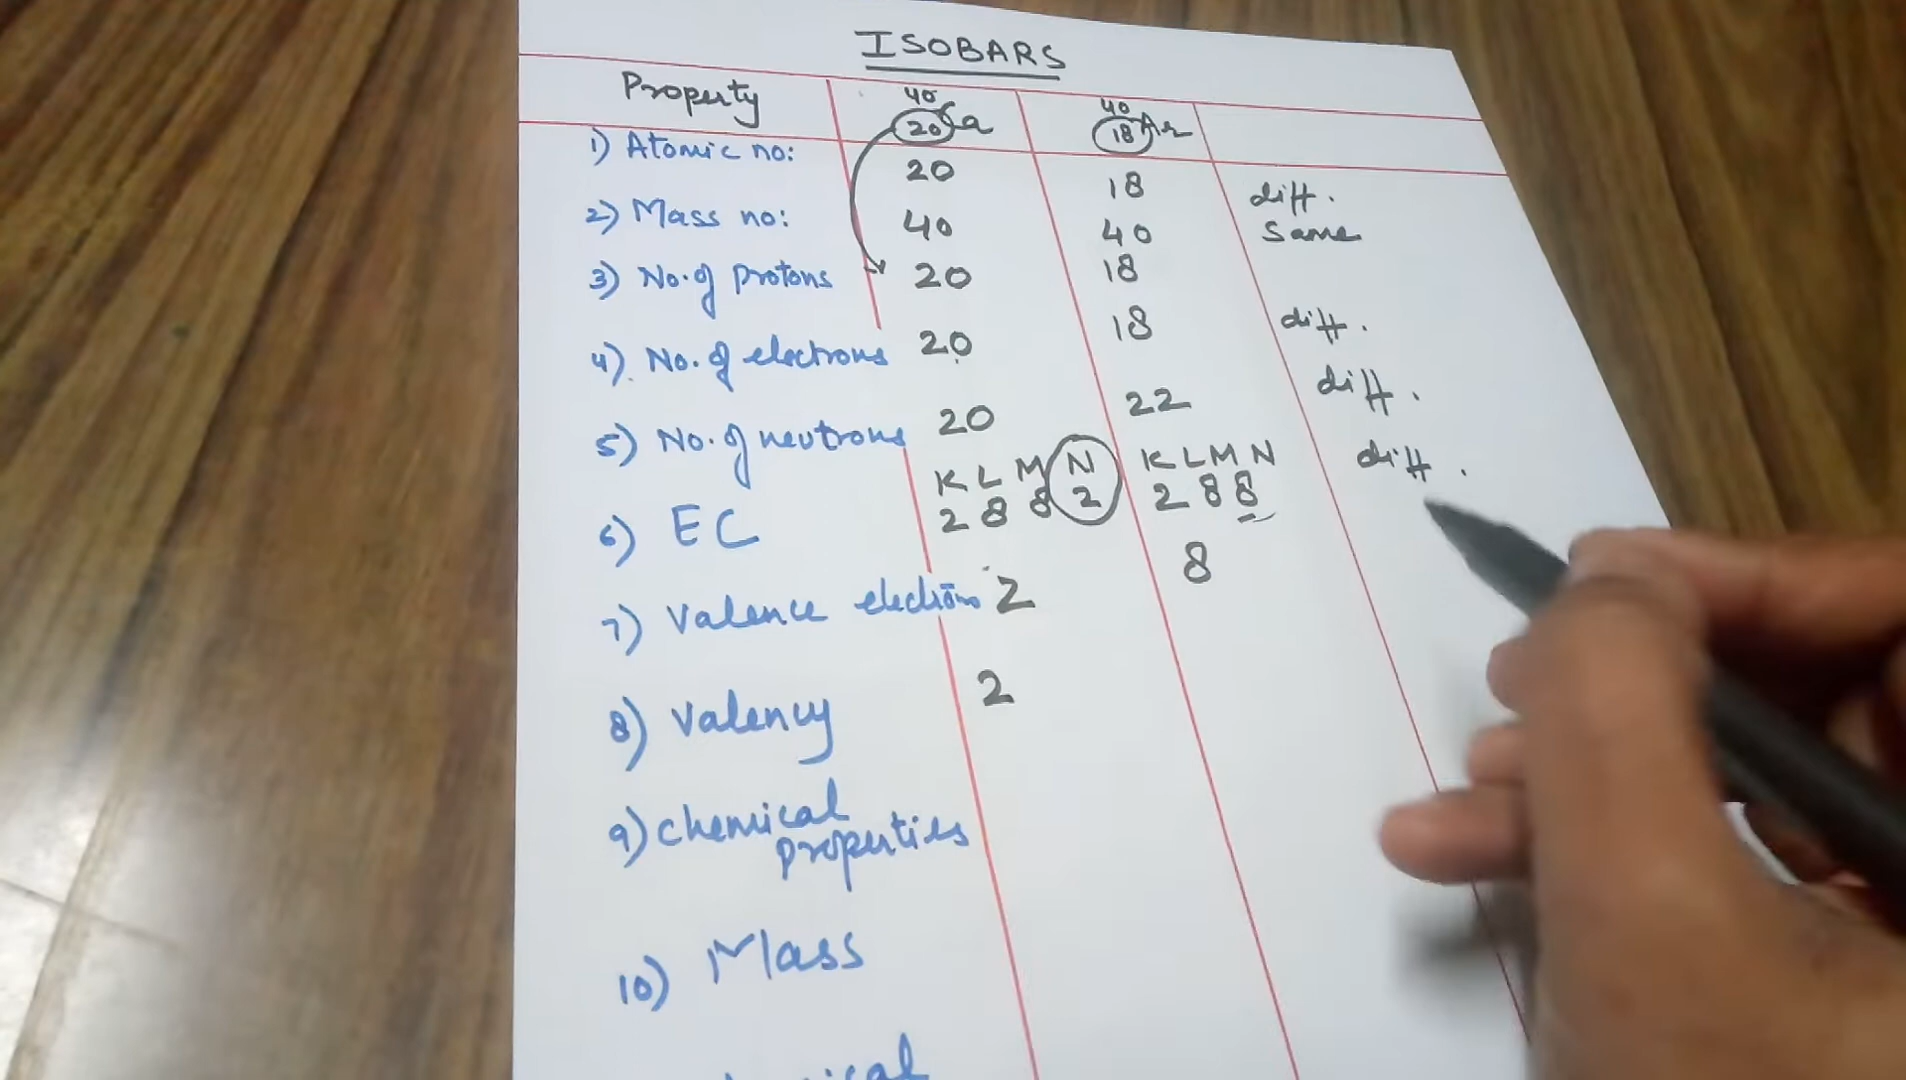 ISOBARS
Property 40 20 Ca 40 18 Ar
1) Atomic no: 20 18 diff.
2) Mass no: 40 40 Same
3) No. of protons 20 18 diff.
4). No. of electrons 20 18 diff.
5) No. of neutrons 20 22 diff.
K L M N K L M N
6) EC 2 8 8 2 2 8 8
7) Valence electrons 2 8
8) Valency 2
9) chemical
properties
10) Mass